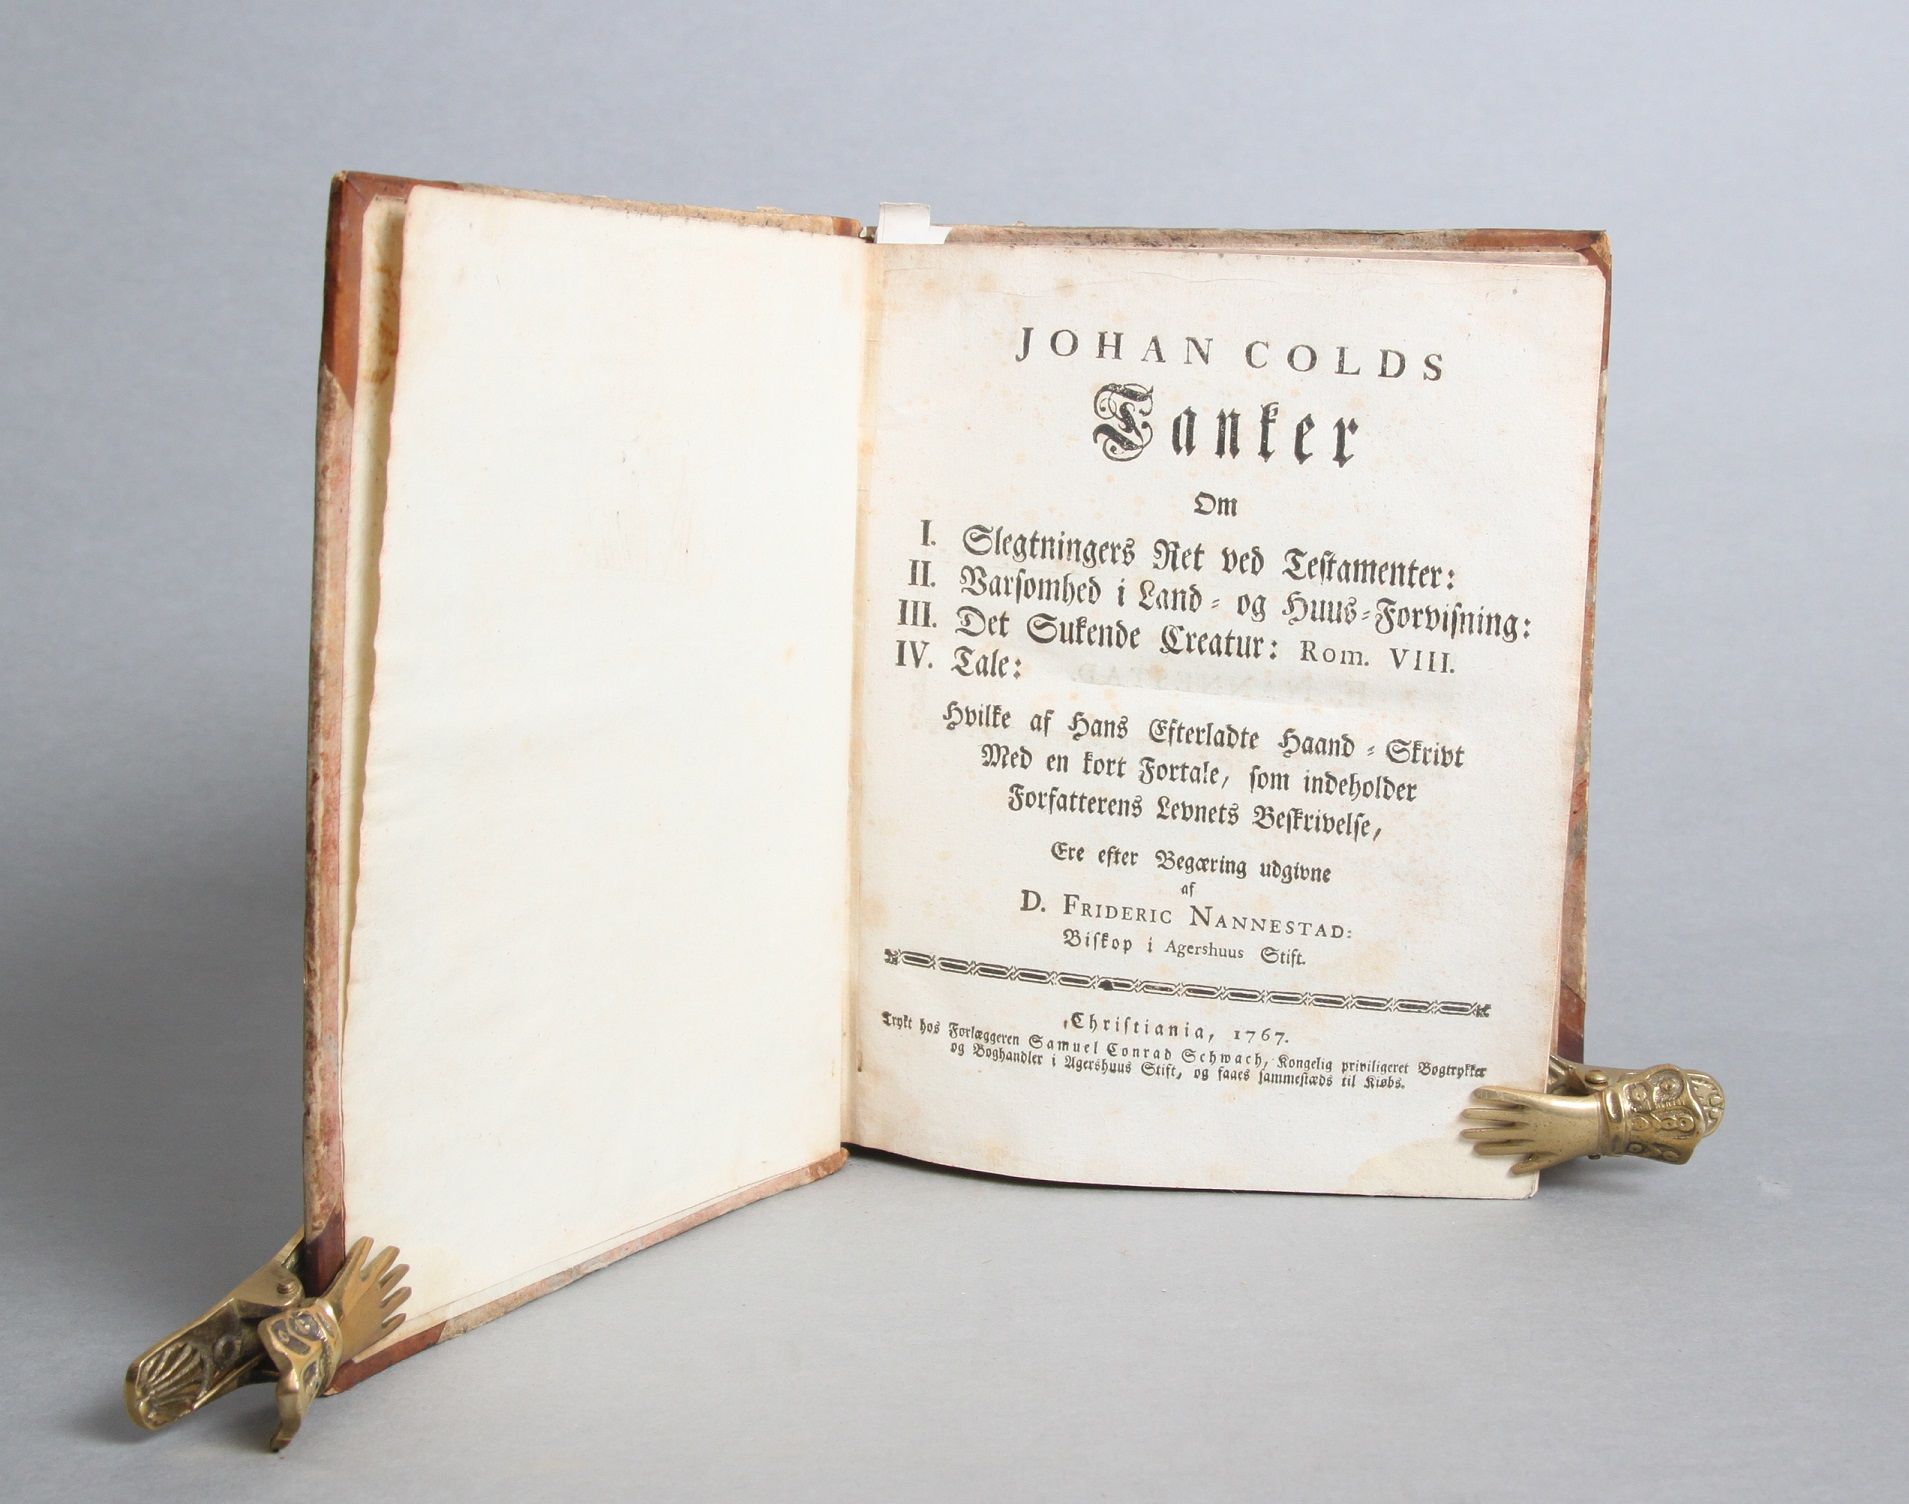 JOHAN COLDS
Tanker
Om
I. Slegtningers Ret ved Testamenter:
II. Varsomhed i Land- og Huus-Forvisning:
III. Det Sukende Creatur: Rom. VIII.
IV. Tale:
Hvilke af Hans Efterladte Haand-Skrivt
Med en kort Fortale, som indeholder
Forfatterens Levnets Beskrivelse,
Ere efter Begæring udgivne
af
D. FRIDERIC NANNESTAD:
Biskop i Agershuus Stift.
Christiania, 1767.
Trykt hos Forlæggeren Samuel Conrad Schwach, Kongelig priviligeret Bogtrykker
og Boghandler i Agershuus Stift, og faaes sammestæds til Kiøbs.